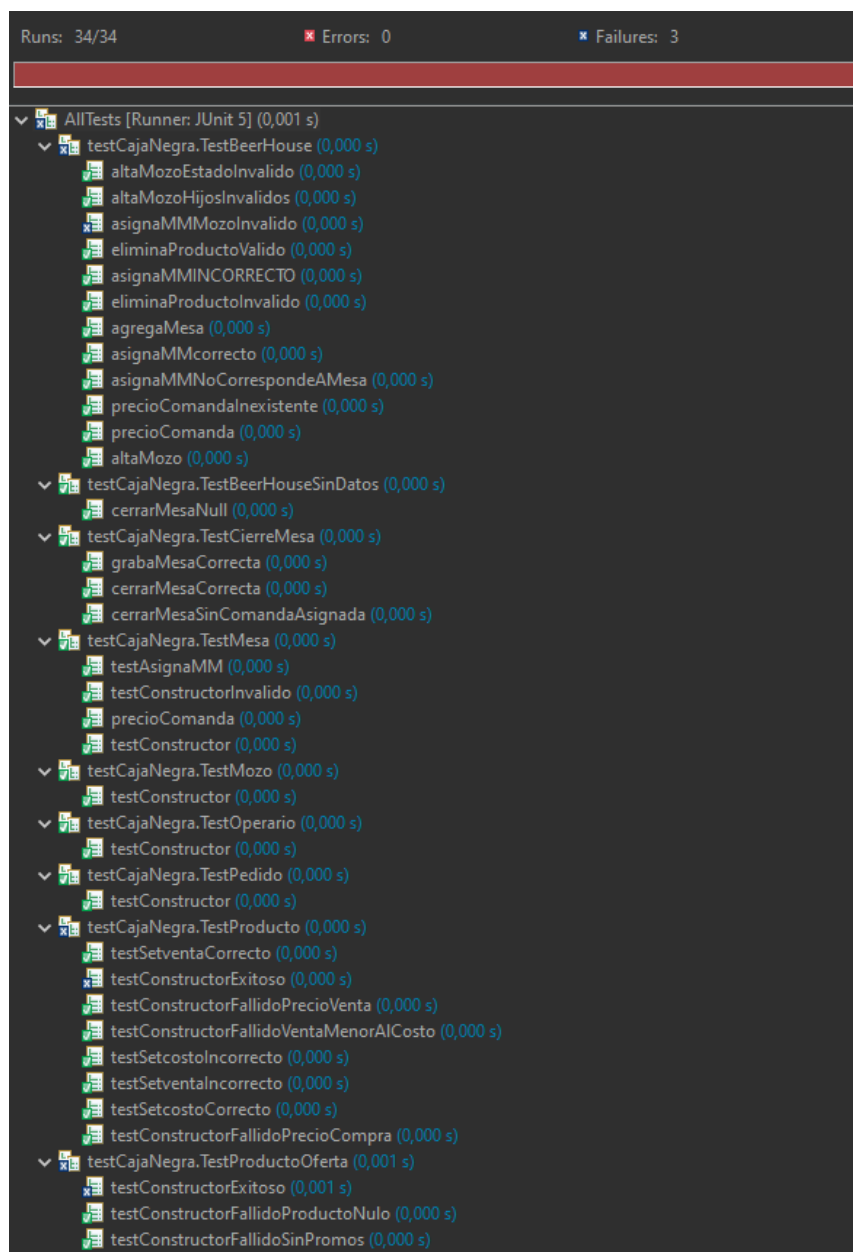 Runs: 34/34 Errors: 0 Failures: 3
AllTests [Runner: JUnit 5] (0,001 s)
testCajaNegra.TestBeerHouse (0,000 s)
altaMozoEstadoInvalido (0,000 s)
altaMozoHijosInvalidos (0,000 s)
asignaMMMozoInvalido (0,000 s)
eliminaProductoValido (0,000 s)
asignaMMINCORRECTO (0,000 s)
eliminaProductoInvalido (0,000 s)
agregaMesa (0,000 s)
asignaMMcorrecto (0,000 s)
asignaMMNoCorrespondeAMesa (0,000 s)
precioComandaInexistente (0,000 s)
precioComanda (0,000 s)
altaMozo (0,000 s)
testCajaNegra.TestBeerHouseSinDatos (0,000 s)
cerrarMesaNull (0,000 s)
testCajaNegra.TestCierreMesa (0,000 s)
grabaMesaCorrecta (0,000 s)
cerrarMesaCorrecta (0,000 s)
cerrarMesaSinComandaAsignada (0,000 s)
testCajaNegra.TestMesa (0,000 s)
testAsignaMM (0,000 s)
testConstructorInvalido (0,000 s)
precioComanda (0,000 s)
testConstructor (0,000 s)
testCajaNegra.TestMozo (0,000 s)
testConstructor (0,000 s)
testCajaNegra.TestOperario (0,000 s)
testConstructor (0,000 s)
testCajaNegra.TestPedido (0,000 s)
testConstructor (0,000 s)
testCajaNegra.TestProducto (0,000 s)
testSetventaCorrecto (0,000 s)
testConstructorExitoso (0,000 s)
testConstructorFallidoPrecioVenta (0,000 s)
testConstructorFallidoVentaMenorAlCosto (0,000 s)
testSetcostoIncorrecto (0,000 s)
testSetventaIncorrecto (0,000 s)
testSetcostoCorrecto (0,000 s)
testConstructorFallidoPrecioCompra (0,000 s)
testCajaNegra.TestProductoOferta (0,001 s)
testConstructorExitoso (0,001 s)
testConstructorFallidoProductoNulo (0,000 s)
testConstructorFallidoSinPromos (0,000 s)